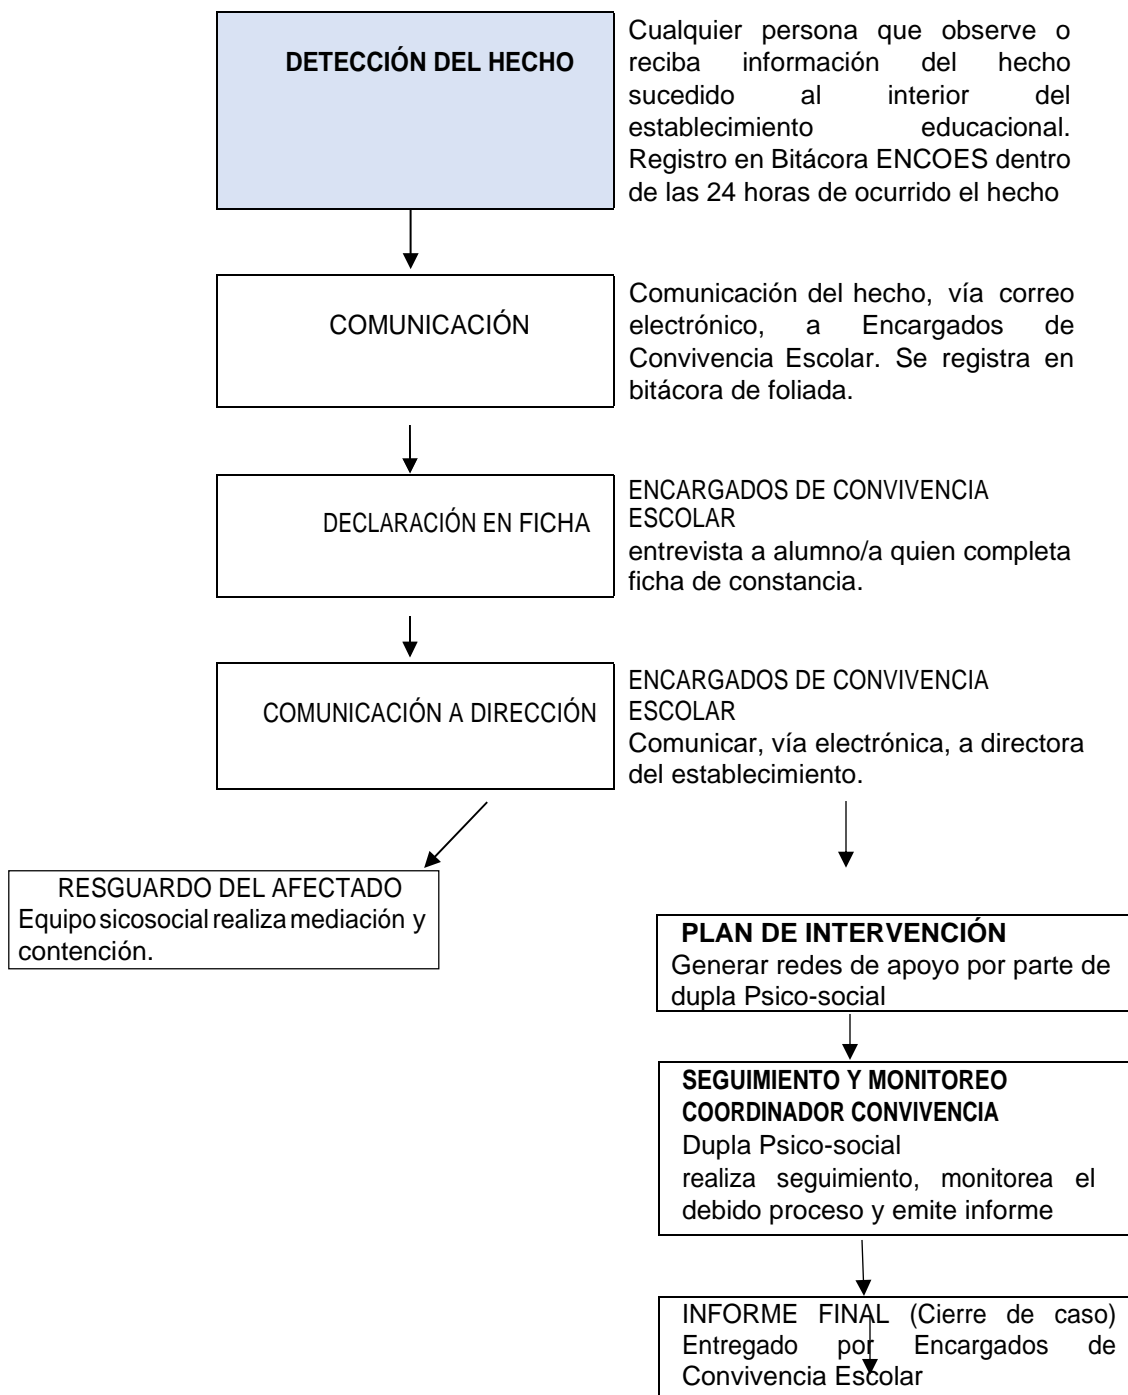 DETECCIÓN DEL HECHO
Cualquier persona que observe o
reciba información del hecho
sucedido al interior del
establecimiento educacional.
Registro en Bitácora ENCOES dentro
de las 24 horas de ocurrido el hecho
COMUNICACIÓN
Comunicación del hecho, vía correo
electrónico, a Encargados de
Convivencia Escolar. Se registra en
bitácora de foliada.
DECLARACIÓN EN FICHA
ENCARGADOS DE CONVIVENCIA
ESCOLAR
entrevista a alumno/a quien completa
ficha de constancia.
COMUNICACIÓN A DIRECCIÓN
ENCARGADOS DE CONVIVENCIA
ESCOLAR
Comunicar, vía electrónica, a directora
del establecimiento.
RESGUARDO DEL AFECTADO
Equipo sicosocial realiza mediación y
contención.
PLAN DE INTERVENCIÓN
Generar redes de apoyo por parte de
dupla Psico-social
SEGUIMIENTO Y MONITOREO
COORDINADOR CONVIVENCIA
Dupla Psico-social
realiza seguimiento, monitorea el
debido proceso y emite informe
INFORME FINAL (Cierre de caso)
Entregado por Encargados de
Convivencia Escolar